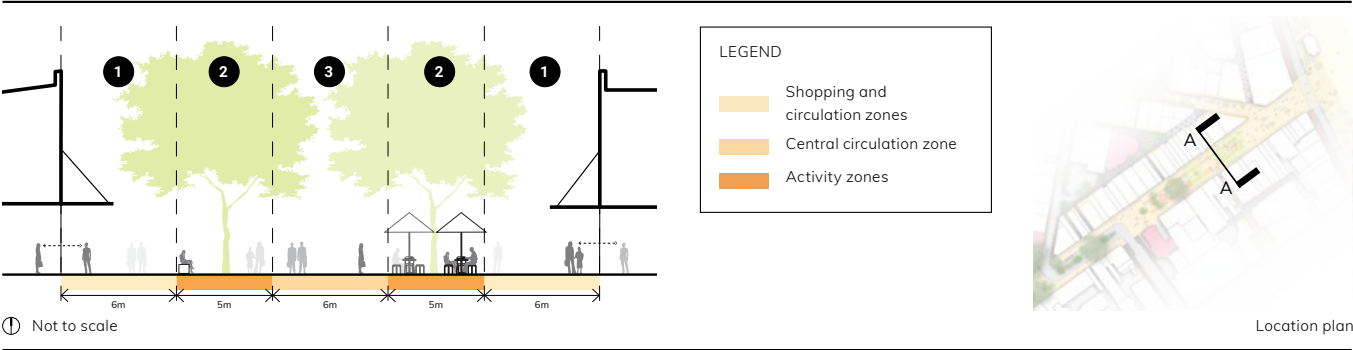 1 2 3 2 1
6m 5m 6m 5m 6m
Not to scale
LEGEND
Shopping and
circulation zones
Central circulation zone
Activity zones
A
A
Location plan